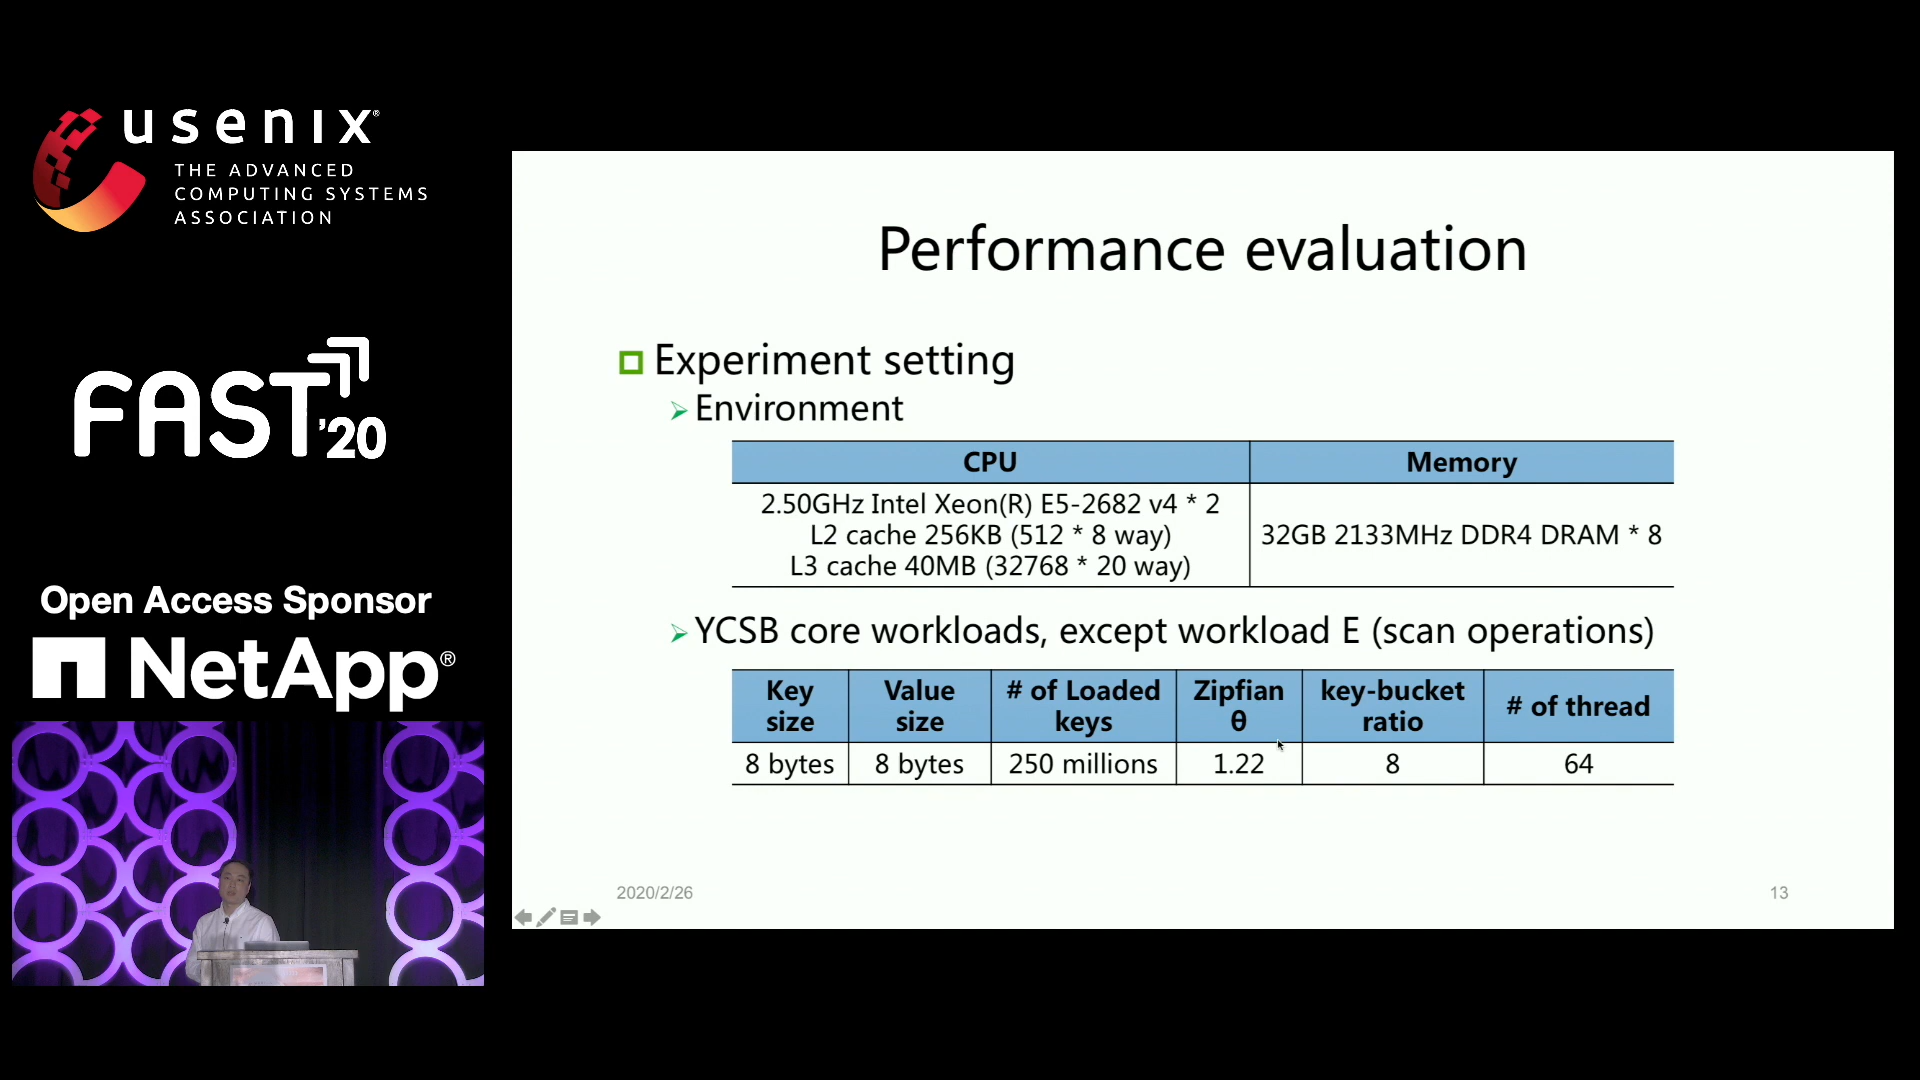 usenix®
THE ADVANCED
COMPUTING SYSTEMS
ASSOCIATION
FAST '20
Open Access Sponsor
NetApp®
Performance evaluation
Experiment setting
Environment
CPU Memory
2.50GHz Intel Xeon(R) E5-2682 v4 * 2
L2 cache 256KB (512 * 8 way)
32GB 2133MHz DDR4 DRAM * 8
L3 cache 40MB (32768 * 20 way)
YCSB core workloads, except workload E (scan operations)
Key size Value size # of Loaded keys Zipfian θ key-bucket ratio # of thread
8 bytes 8 bytes 250 millions 1.22 8 64
2020/2/26
13